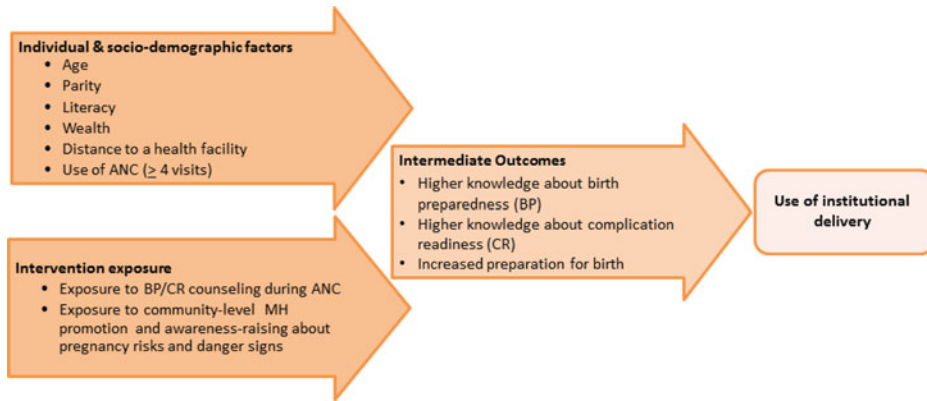 Individual & socio-demographic factors
• Age
• Parity
• Literacy
• Wealth
• Distance to a health facility
• Use of ANC (≥ 4 visits)
Intervention exposure
• Exposure to BP/CR counseling during ANC
• Exposure to community-level MH
promotion and awareness-raising about
pregnancy risks and danger signs
Intermediate Outcomes
• Higher knowledge about birth
preparedness (BP)
• Higher knowledge about complication
readiness (CR)
• Increased preparation for birth
Use of institutional
delivery